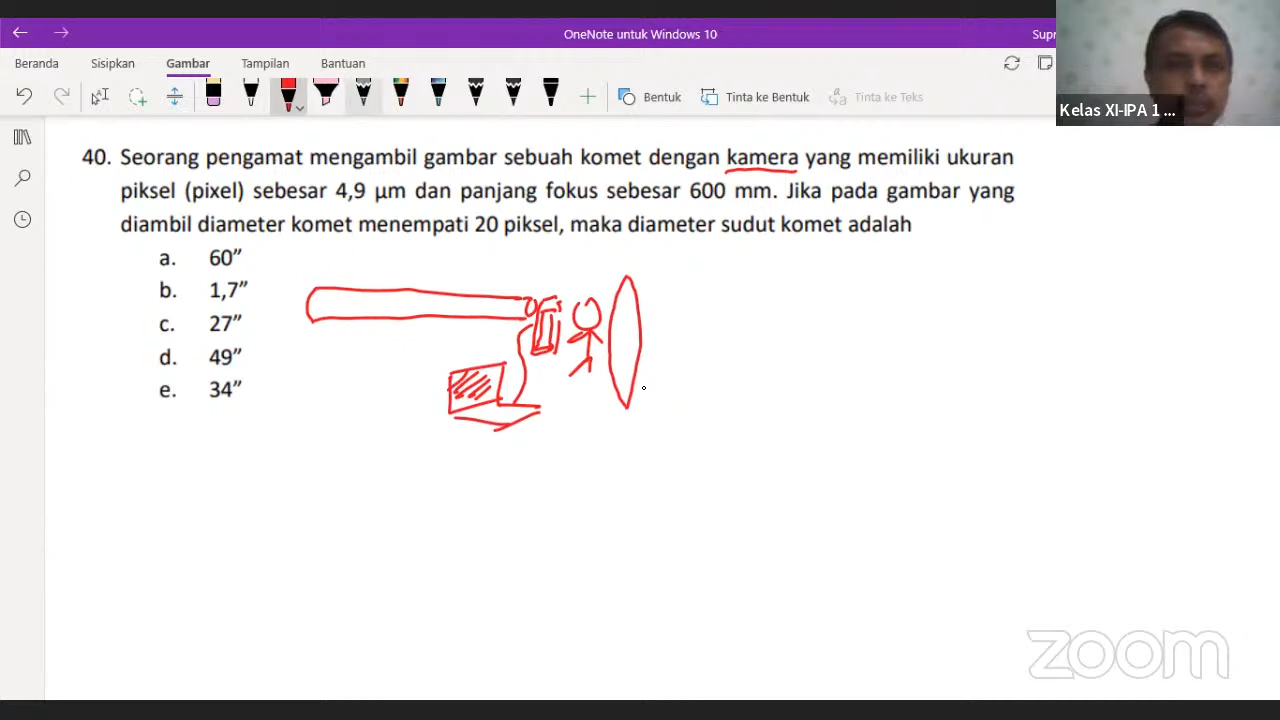 OneNote untuk Windows 10
Supr
Beranda
Sisipkan
Gambar
Tampilan
Bantuan
Bentuk
Tinta ke Bentuk
Tinta ke Teks
Kelas XI-IPA 1 ...
40. Seorang pengamat mengambil gambar sebuah komet dengan kamera yang memiliki ukuran
piksel (pixel) sebesar 4,9 μm dan panjang fokus sebesar 600 mm. Jika pada gambar yang
diambil diameter komet menempati 20 piksel, maka diameter sudut komet adalah
a. 60”
b. 1,7”
c. 27”
d. 49”
e. 34”
zoom